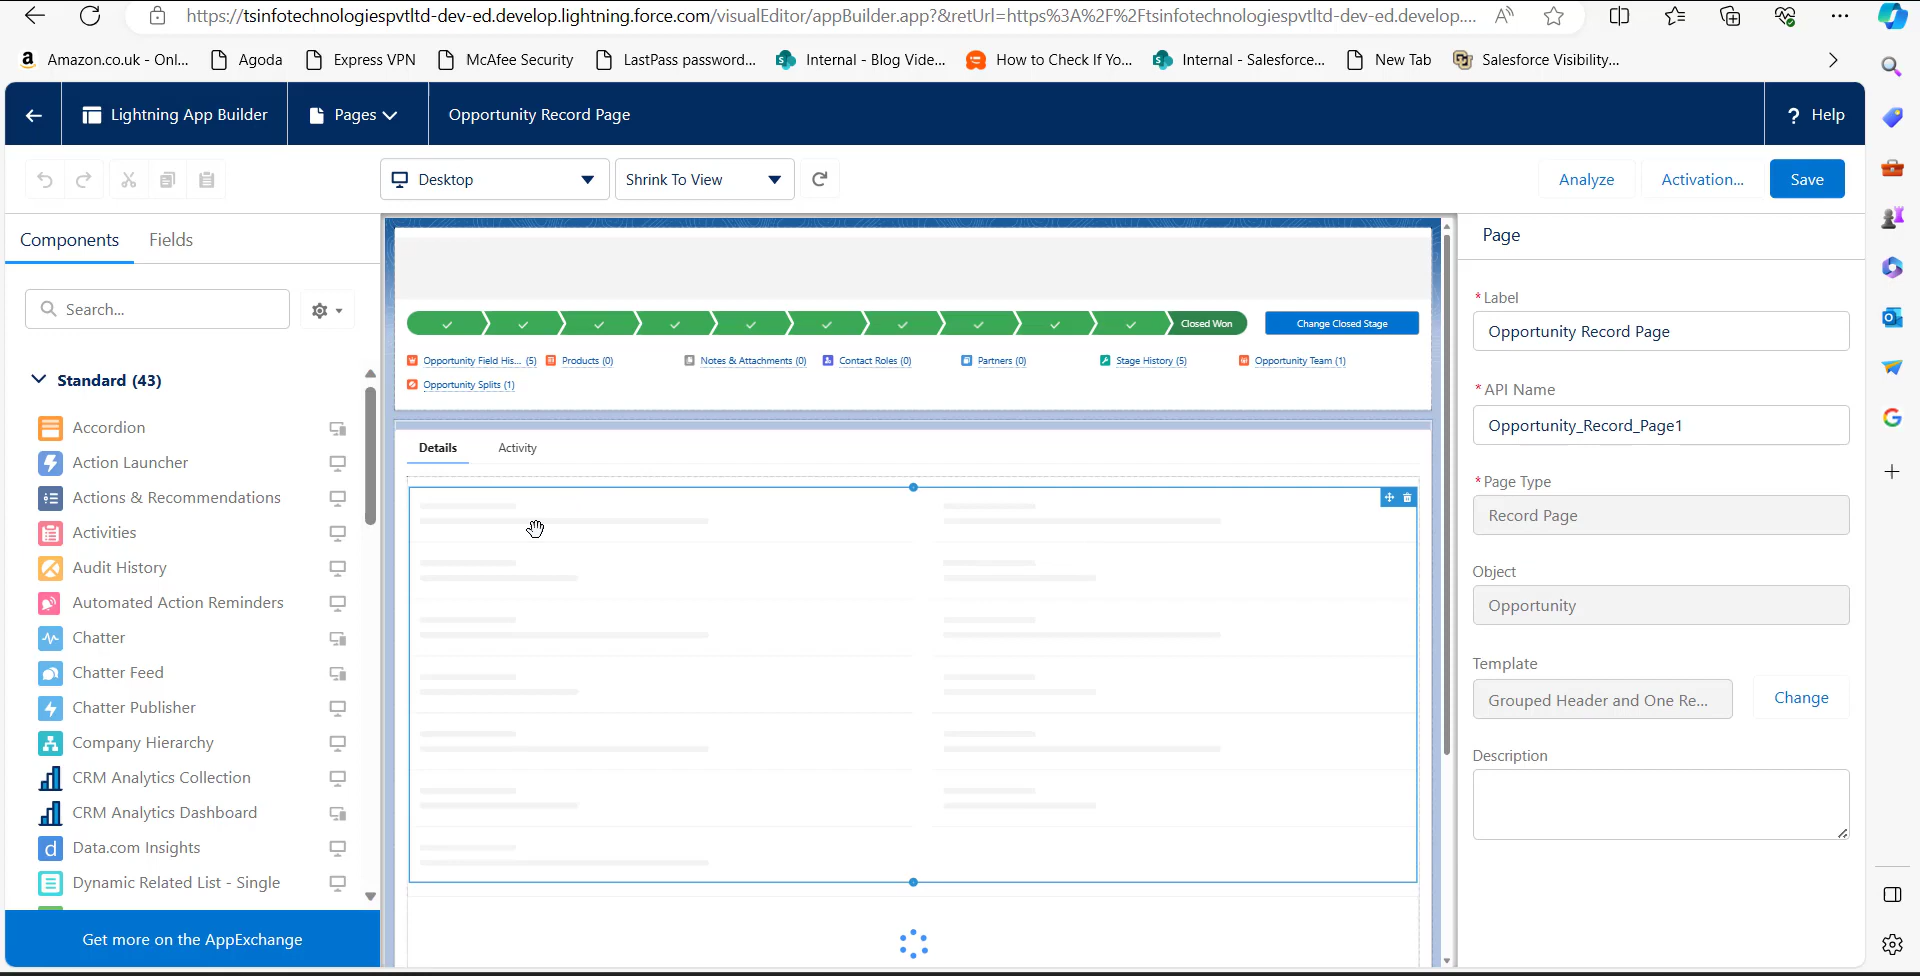 https://tsinfotechnologiespvtltd-dev-ed.develop.lightning.force.com/visualEditor/appBuilder.app?&retUrl=https%3A%2F%2Ftsinfotechnologiespvtltd-dev-ed.develop....
Amazon.co.uk - Onl...
Agoda
Express VPN
McAfee Security
LastPass password...
Internal - Blog Vide...
How to Check If Yo...
Internal - Salesforce...
New Tab
Salesforce Visibility...
Lightning App Builder
Pages
Opportunity Record Page
? Help
Desktop
Shrink To View
Analyze
Activation...
Save
Components
Fields
Search...
Standard (43)
Accordion
Action Launcher
Actions & Recommendations
Activities
Audit History
Automated Action Reminders
Chatter
Chatter Feed
Chatter Publisher
Company Hierarchy
CRM Analytics Collection
CRM Analytics Dashboard
Data.com Insights
Dynamic Related List - Single
Get more on the AppExchange
Closed Won
Change Closed Stage
Opportunity Field His... (5)
Products (0)
Notes & Attachments (0)
Contact Roles (0)
Partners (0)
Stage History (5)
Opportunity Team (1)
Opportunity Splits (1)
Details
Activity
Page
* Label
Opportunity Record Page
* API Name
Opportunity_Record_Page1
* Page Type
Record Page
Object
Opportunity
Template
Grouped Header and One Re...
Change
Description